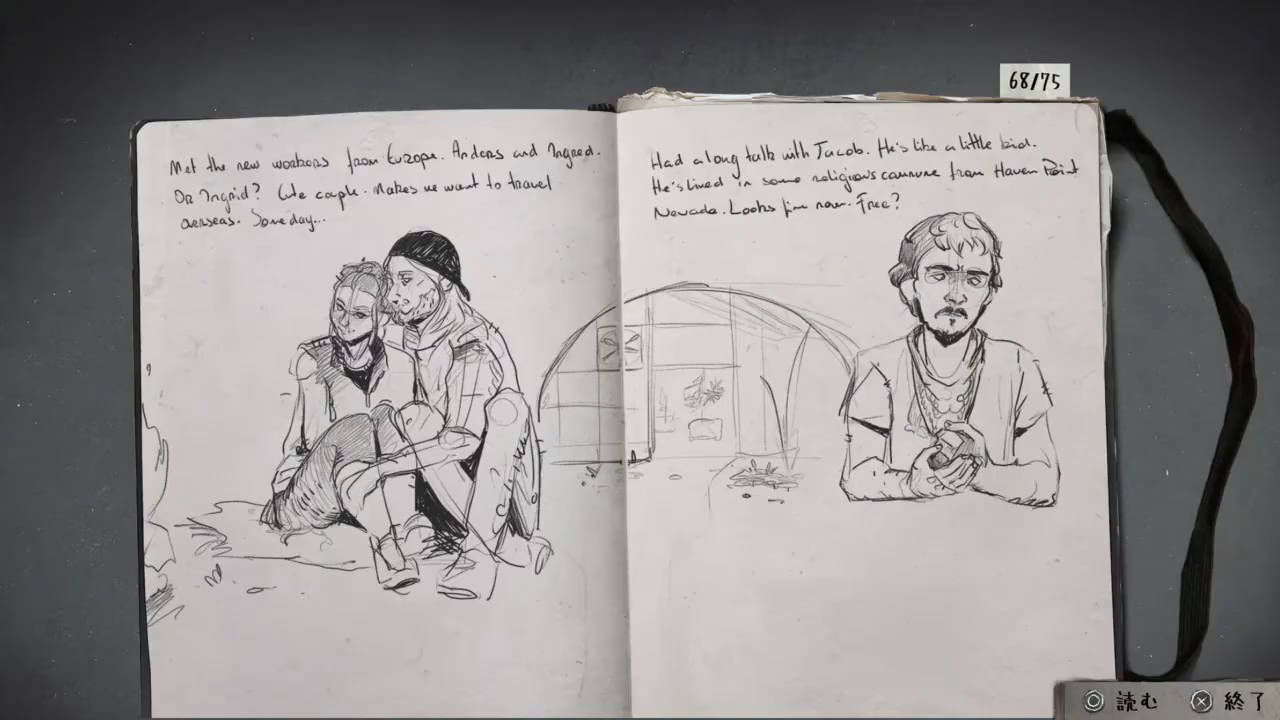 Met the new workers from Europe. Anders and Ingred.
Or Ingrid? Cute couple. Makes me want to travel
overseas. Someday...
68/75
Had a long talk with Jacob. He's like a little bird.
He's lived in some religious commune from Haven Point
Nevada. Looks fine now. Free?
読む
終了